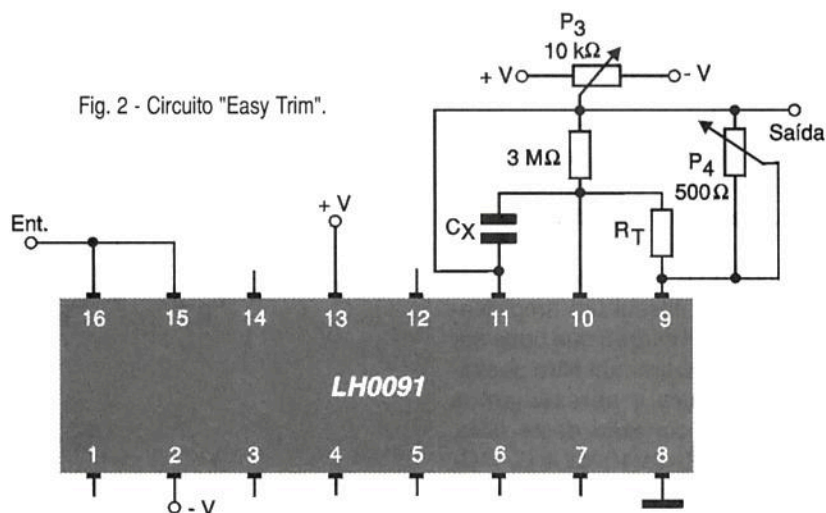 P3
10 kΩ
+ V
- V
Fig. 2 - Circuito "Easy Trim".
Saída
3 MΩ
P4
500Ω
+ V
Ent.
CX
RT
16 15 14 13 12 11 10 9
LH0091
1 2 3 4 5 6 7 8
- V